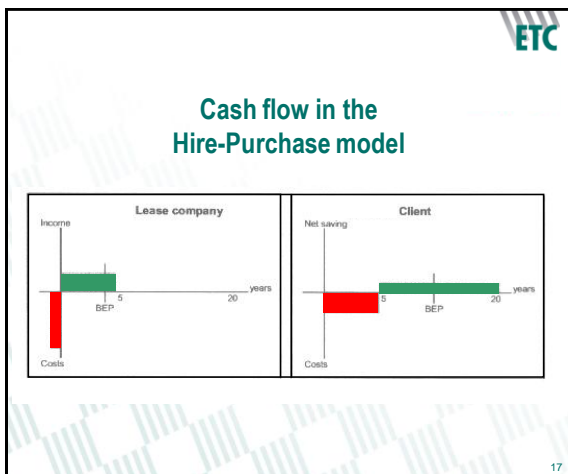 ETC
Cash flow in the
Hire-Purchase model
Lease company
Income
years
5
20
BEP
Costs
Client
Net saving
years
5
20
BEP
Costs
17